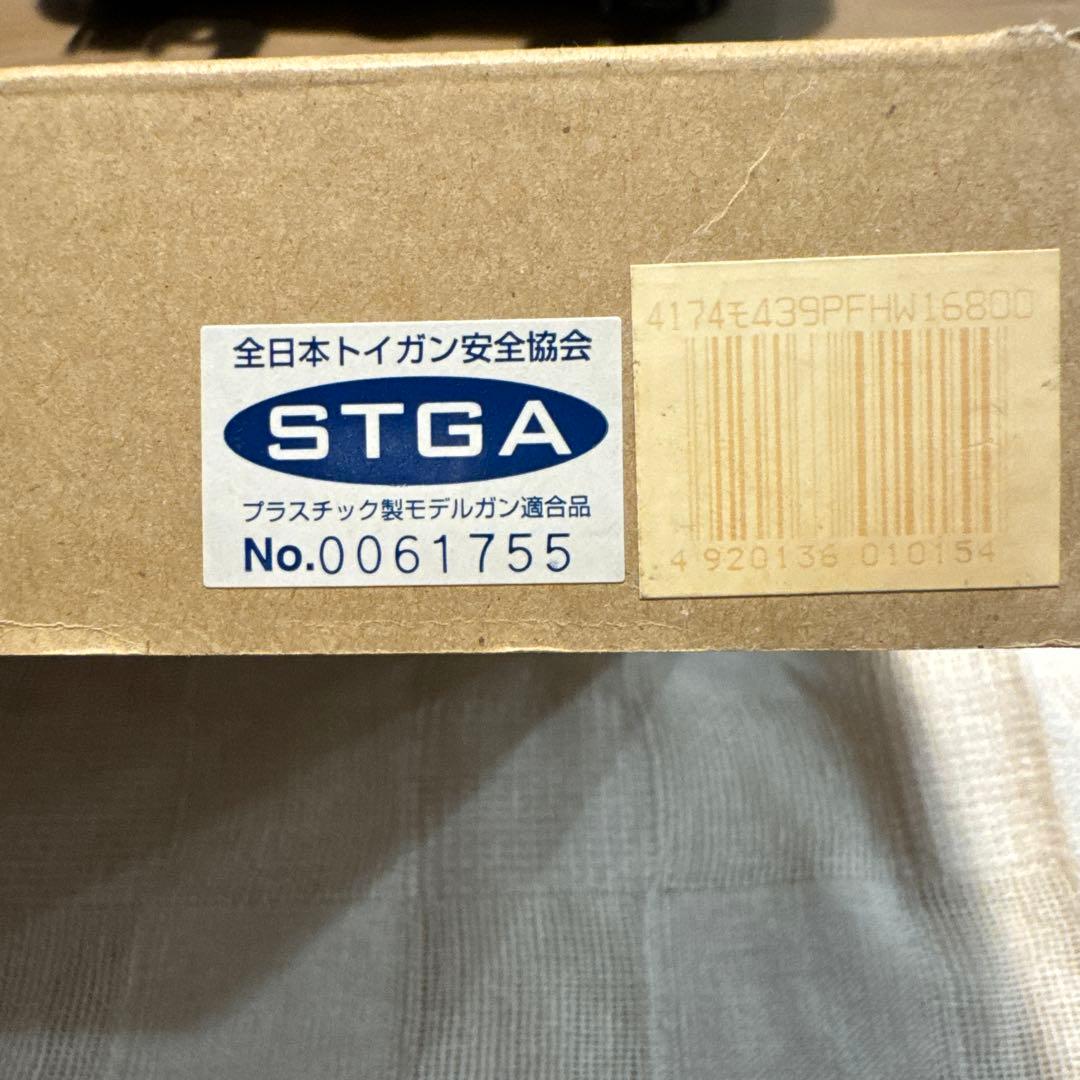 全日本トイガン安全協会
STGA
プラスチック製モデルガン適合品
No.0061755
4174モ439PFHW16800
4 920136 010154